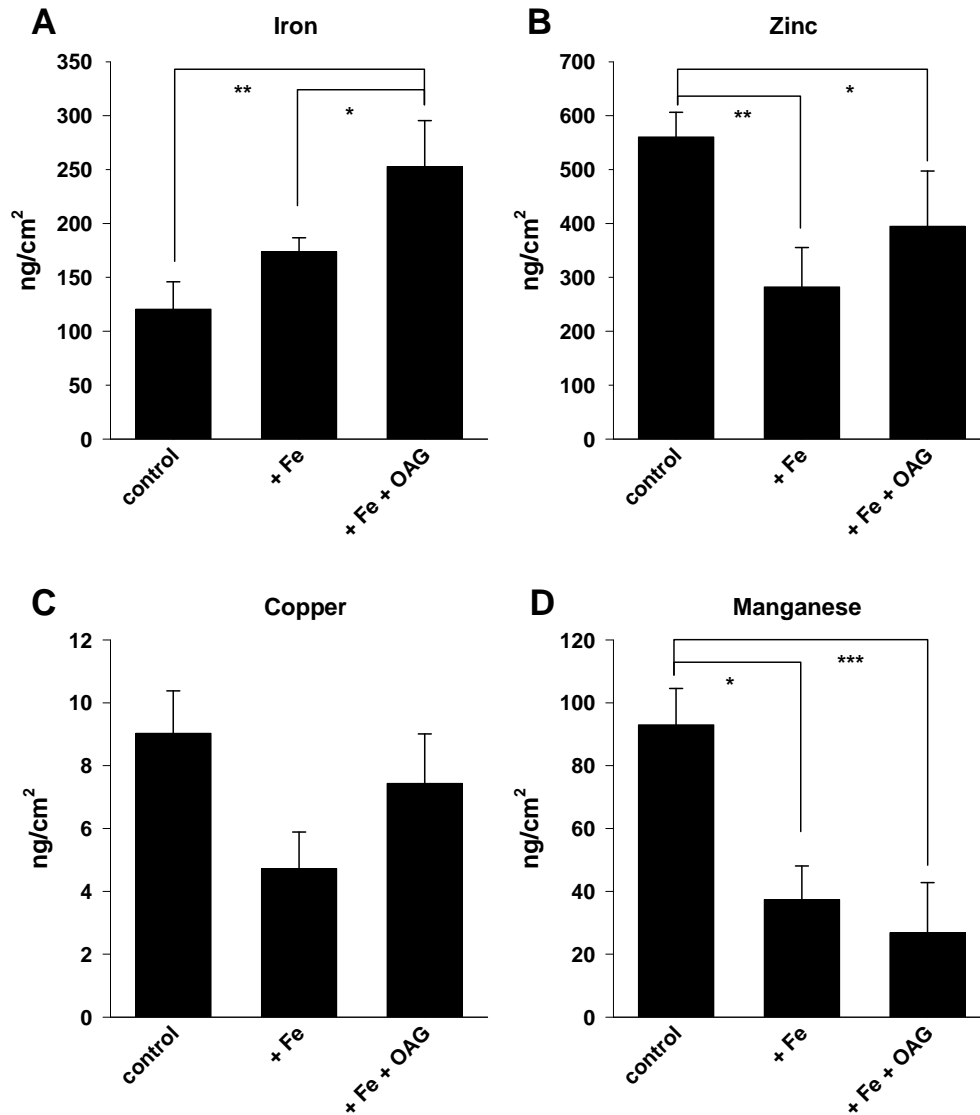 A
Iron
350
300
250
200
150
100
50
0
ng/cm²
**
*
control
+ Fe
+ Fe + OAG
B
Zinc
700
600
500
400
300
200
100
0
ng/cm²
*
**
control
+ Fe
+ Fe + OAG
C
Copper
12
10
8
6
4
2
0
ng/cm²
control
+ Fe
+ Fe + OAG
D
Manganese
120
100
80
60
40
20
0
ng/cm²
***
*
control
+ Fe
+ Fe + OAG